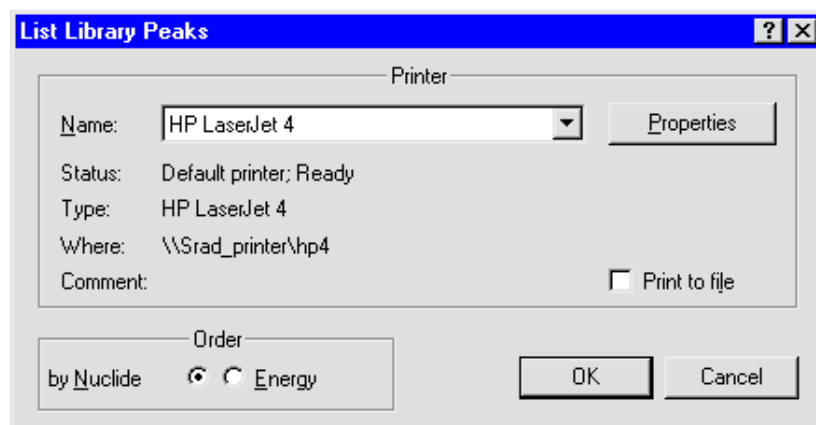 List Library Peaks ?
Printer
Name: HP LaserJet 4 Properties
Status: Default printer; Ready
Type: HP LaserJet 4
Where: \\Srad_printer\hp4
Comment: Print to file
Order
by Nuclide Energy
OK Cancel